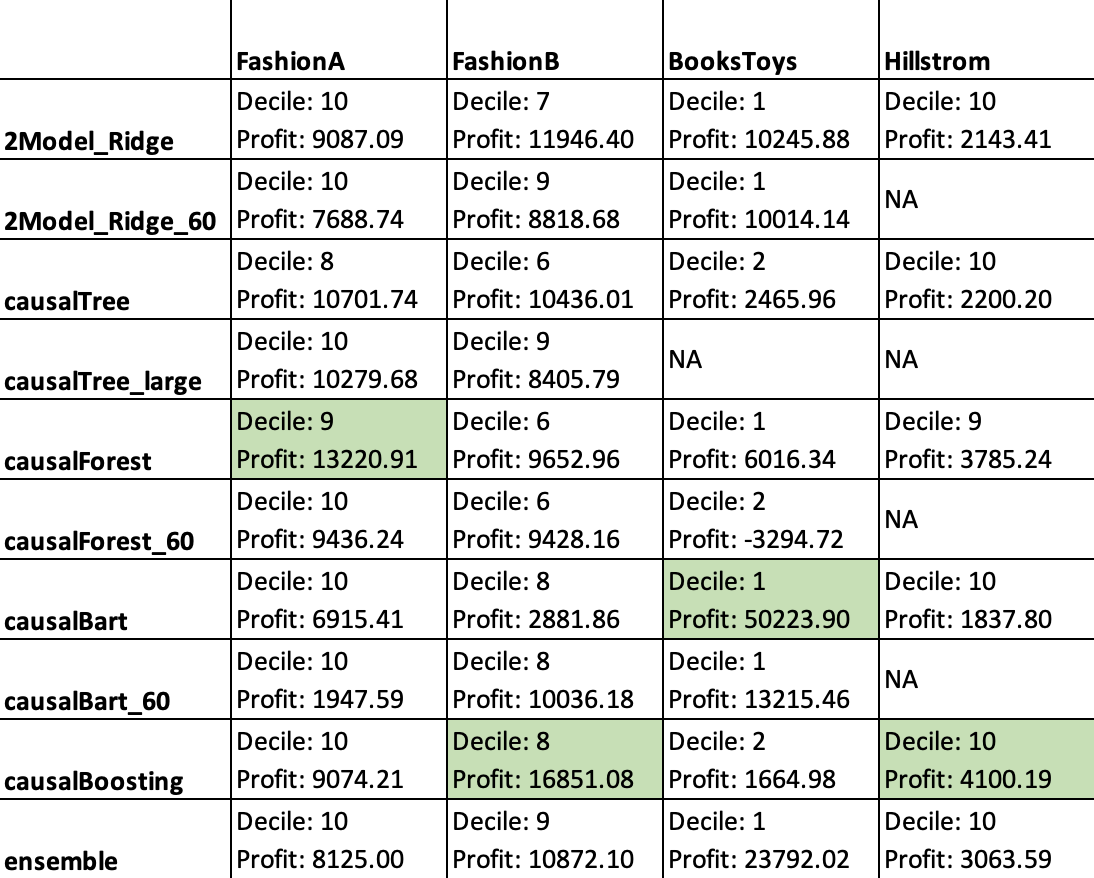 FashionA FashionB BooksToys Hillstrom
2Model_Ridge
Decile: 10
Profit: 9087.09
Decile: 7
Profit: 11946.40
Decile: 1
Profit: 10245.88
Decile: 10
Profit: 2143.41
2Model_Ridge_60
Decile: 10
Profit: 7688.74
Decile: 9
Profit: 8818.68
Decile: 1
Profit: 10014.14
NA
causalTree
Decile: 8
Profit: 10701.74
Decile: 6
Profit: 10436.01
Decile: 2
Profit: 2465.96
Decile: 10
Profit: 2200.20
causalTree_large
Decile: 10
Profit: 10279.68
Decile: 9
Profit: 8405.79
NA
NA
causalForest
Decile: 9
Profit: 13220.91
Decile: 6
Profit: 9652.96
Decile: 1
Profit: 6016.34
Decile: 9
Profit: 3785.24
causalForest_60
Decile: 10
Profit: 9436.24
Decile: 6
Profit: 9428.16
Decile: 2
Profit: -3294.72
NA
causalBart
Decile: 10
Profit: 6915.41
Decile: 8
Profit: 2881.86
Decile: 1
Profit: 50223.90
Decile: 10
Profit: 1837.80
causalBart_60
Decile: 10
Profit: 1947.59
Decile: 8
Profit: 10036.18
Decile: 1
Profit: 13215.46
NA
causalBoosting
Decile: 10
Profit: 9074.21
Decile: 8
Profit: 16851.08
Decile: 2
Profit: 1664.98
Decile: 10
Profit: 4100.19
ensemble
Decile: 10
Profit: 8125.00
Decile: 9
Profit: 10872.10
Decile: 1
Profit: 23792.02
Decile: 10
Profit: 3063.59